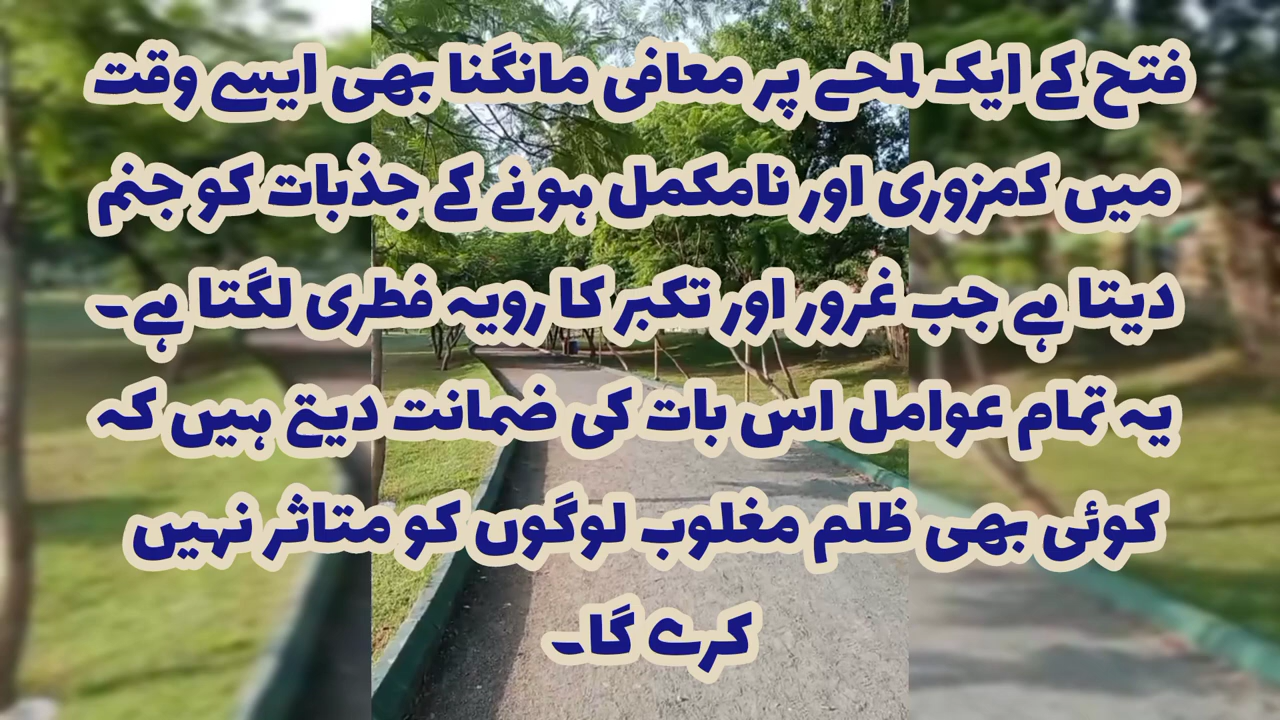 فتح کے ایک لمحے پر معافی مانگنا بھی ایسے وقت
میں کمزوری اور نامکمل ہونے کے جذبات کو جنم
دیتا ہے جب غرور اور تکبر کا رویہ فطری لگتا ہے۔
یہ تمام عوامل اس بات کی ضمانت دیتے ہیں کہ
کوئی بھی ظلم مغلوب لوگوں کو متاثر نہیں
کرے گا۔